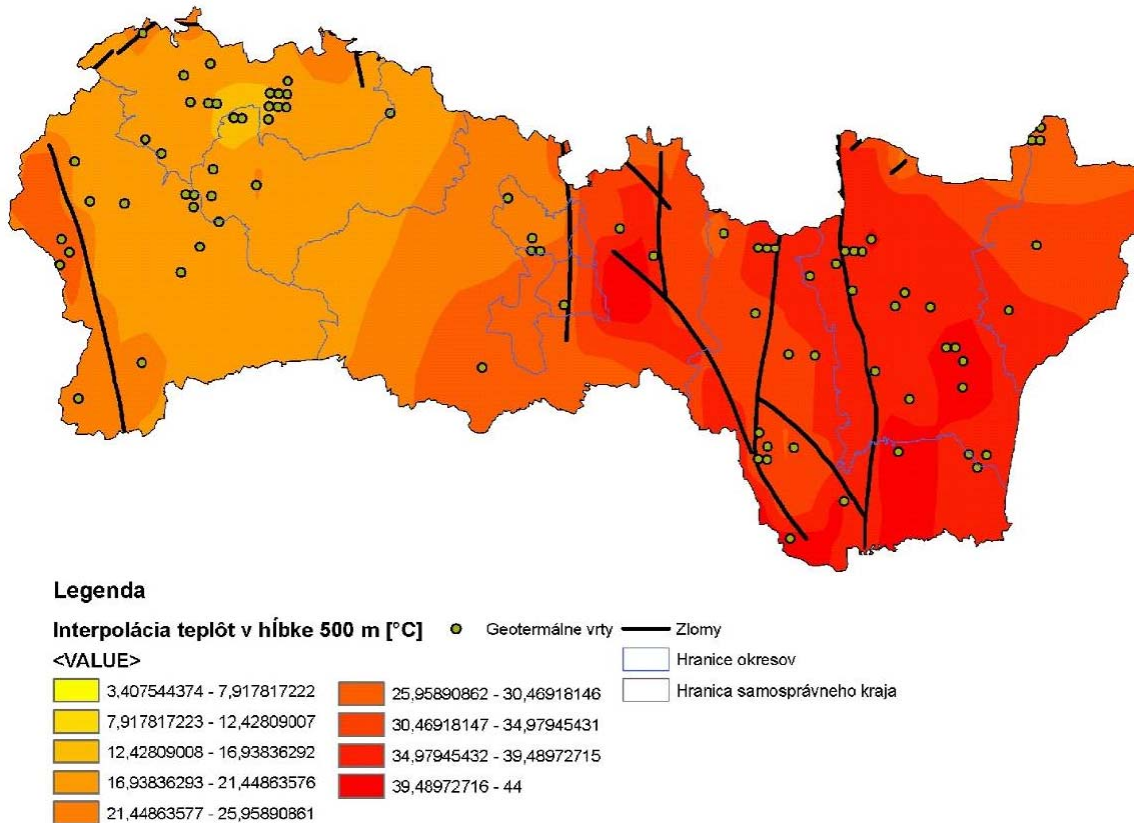 Legenda
Interpolácia teplôt v hĺbke 500 m [°C]
Geotermálne vrty
Zlomy
<VALUE>
Hranice okresov
Hranica samosprávneho kraja
3,407544374 - 7,917817222
7,917817223 - 12,42809007
12,42809008 - 16,93836292
16,93836293 - 21,44863576
21,44863577 - 25,95890861
25,95890862 - 30,46918146
30,46918147 - 34,97945431
34,97945432 - 39,48972715
39,48972716 - 44